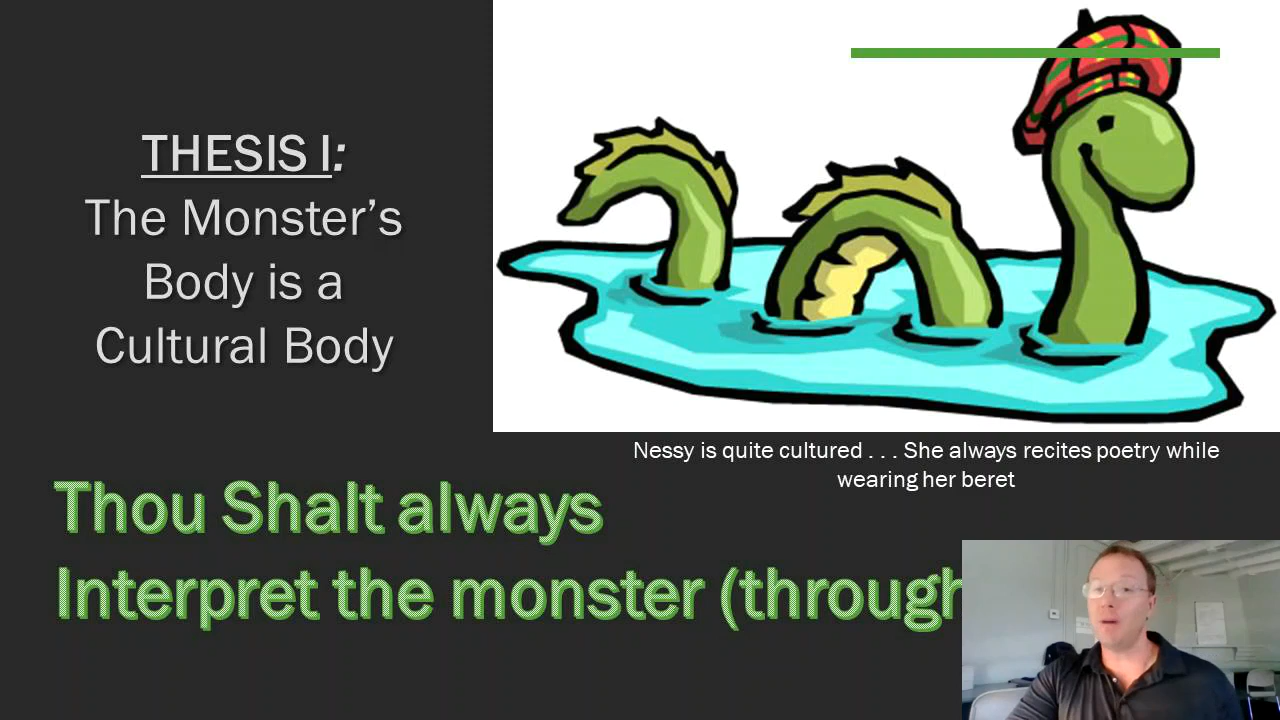 THESIS I:
The Monster's
Body is a
Cultural Body
Nessy is quite cultured . . . She always recites poetry while
wearing her beret
Thou Shalt always
Interpret the monster (through